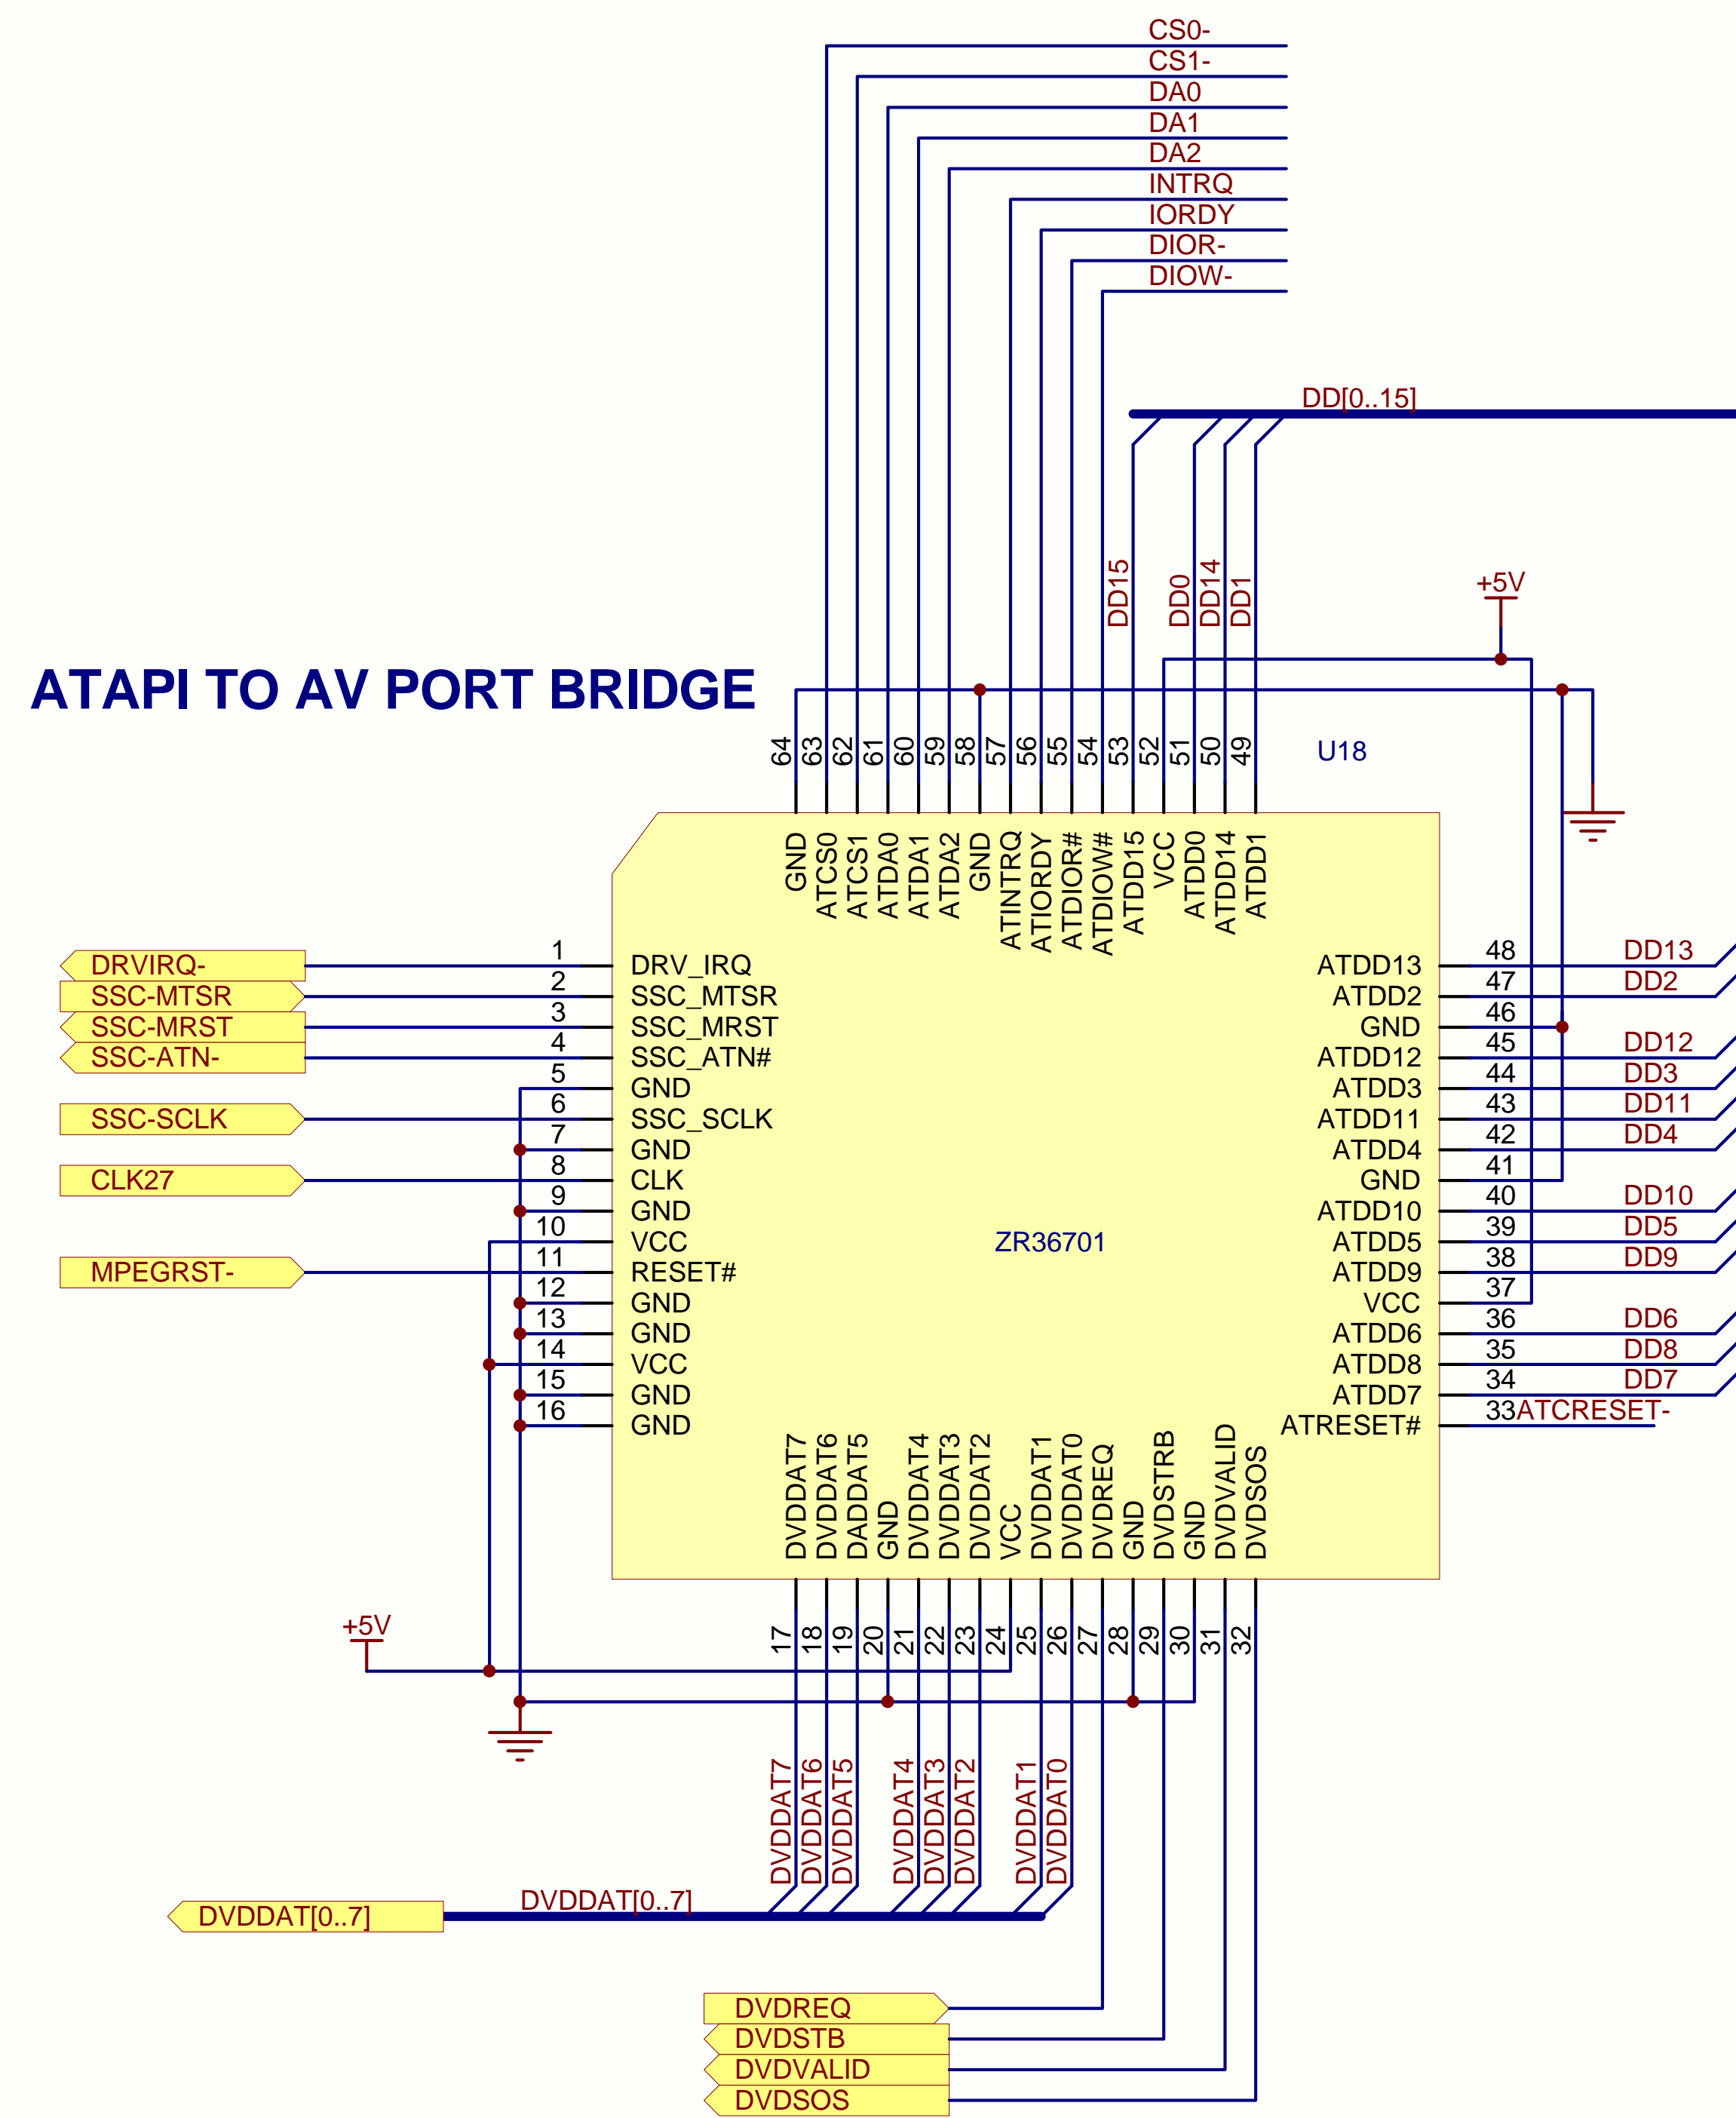 CS0-
CS1-
DA0
DA1
DA2
INTRQ
IORDY
DIOR-
DIOW-
DD[0..15]
DD15
DD0
DD14
DD1
+5V
ATAPI TO AV PORT BRIDGE
64
63
62
61
60
59
58
57
56
55
54
53
52
51
50
49
U18
GND
ATCS0
ATCS1
ATDA0
ATDA1
ATDA2
GND
ATINTRQ
ATIORDY
ATDIOR#
ATDIOW#
ATDD15
VCC
ATDD0
ATDD14
ATDD1
DRVIRQ- 1 DRV_IRQ
SSC-MTSR 2 SSC_MTSR
SSC-MRST 3 SSC_MRST
SSC-ATN- 4 SSC_ATN#
5 GND
SSC-SCLK 6 SSC_SCLK
7 GND
CLK27 8 CLK
9 GND
10 VCC
MPEGRST- 11 RESET#
12 GND
13 GND
14 VCC
15 GND
16 GND
ZR36701
ATDD13 48 DD13
ATDD2 47 DD2
GND 46
ATDD12 45 DD12
ATDD3 44 DD3
ATDD11 43 DD11
ATDD4 42 DD4
GND 41
ATDD10 40 DD10
ATDD5 39 DD5
ATDD9 38 DD9
VCC 37
ATDD6 36 DD6
ATDD8 35 DD8
ATDD7 34 DD7
ATRESET# 33 ATCRESET-
DVDDAT7
DVDDAT6
DADDAT5
GND
DVDDAT4
DVDDAT3
DVDDAT2
VCC
DVDDAT1
DVDDAT0
DVDREQ
GND
DVDSTRB
GND
DVDVALID
DVDSOS
+5V
17
18
19
20
21
22
23
24
25
26
27
28
29
30
31
32
DVDDAT7
DVDDAT6
DVDDAT5
DVDDAT4
DVDDAT3
DVDDAT2
DVDDAT1
DVDDAT0
DVDDAT[0..7]
DVDDAT[0..7]
DVDREQ
DVDSTB
DVDVALID
DVDSOS